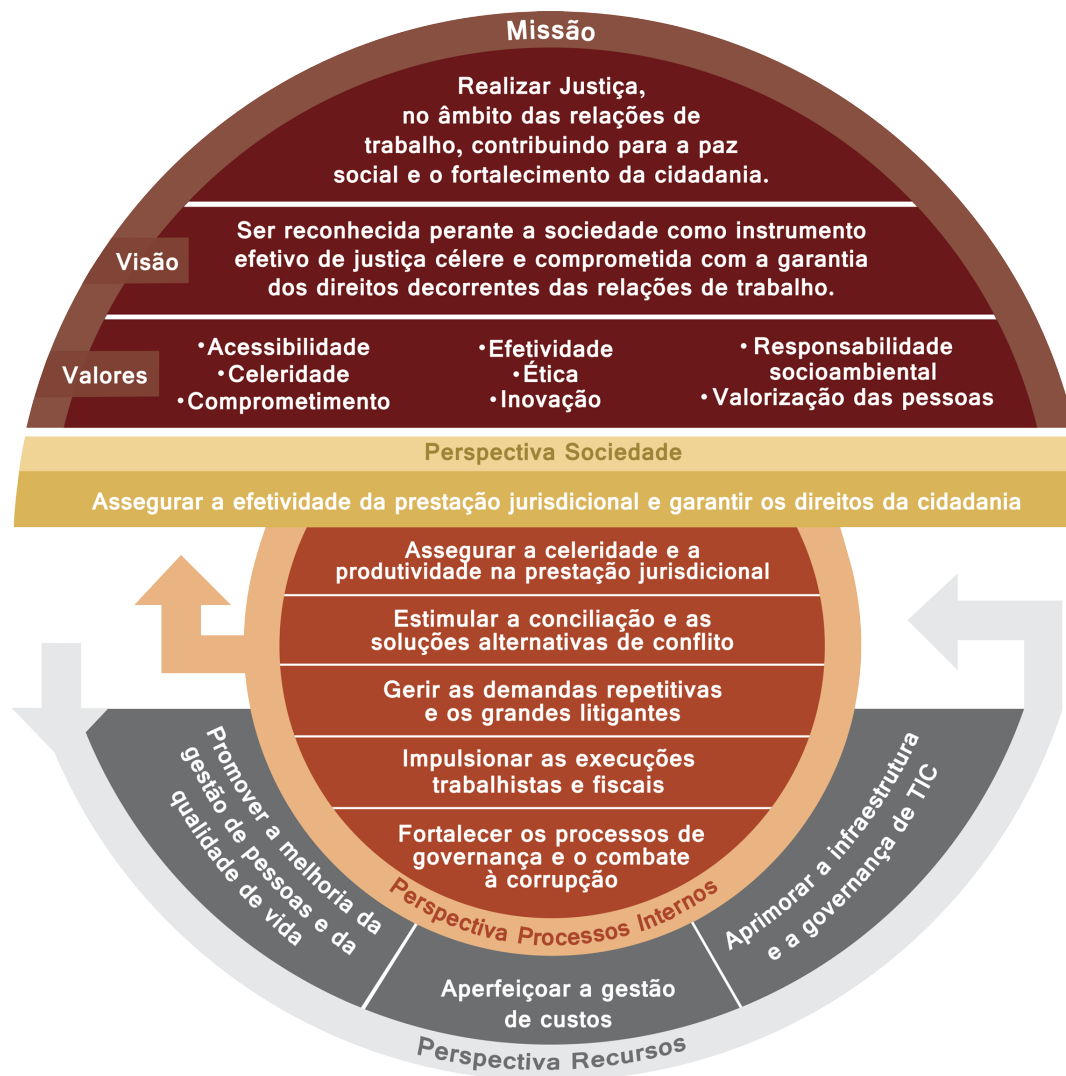 Missão
Realizar Justiça,
no âmbito das relações de
trabalho, contribuindo para a paz
social e o fortalecimento da cidadania.
Visão
Ser reconhecida perante a sociedade como instrumento
efetivo de justiça célere e comprometida com a garantia
dos direitos decorrentes das relações de trabalho.
Valores
•Acessibilidade
•Celeridade
•Comprometimento
•Efetividade
•Ética
•Inovação
• Responsabilidade
socioambiental
•Valorização das pessoas
Perspectiva Sociedade
Assegurar a efetividade da prestação jurisdicional e garantir os direitos da cidadania
Assegurar a celeridade e a
produtividade na prestação jurisdicional
Estimular a conciliação e as
soluções alternativas de conflito
Gerir as demandas repetitivas
e os grandes litigantes
Impulsionar as execuções
trabalhistas e fiscais
Fortalecer os processos de
governança e o combate
à corrupção
Perspectiva Processos Internos
Promover a melhoria da
gestão de pessoas e da
qualidade de vida
Aperfeiçoar a gestão
de custos
Aprimorar a infraestrutura
e a governança de TIC
Perspectiva Recursos